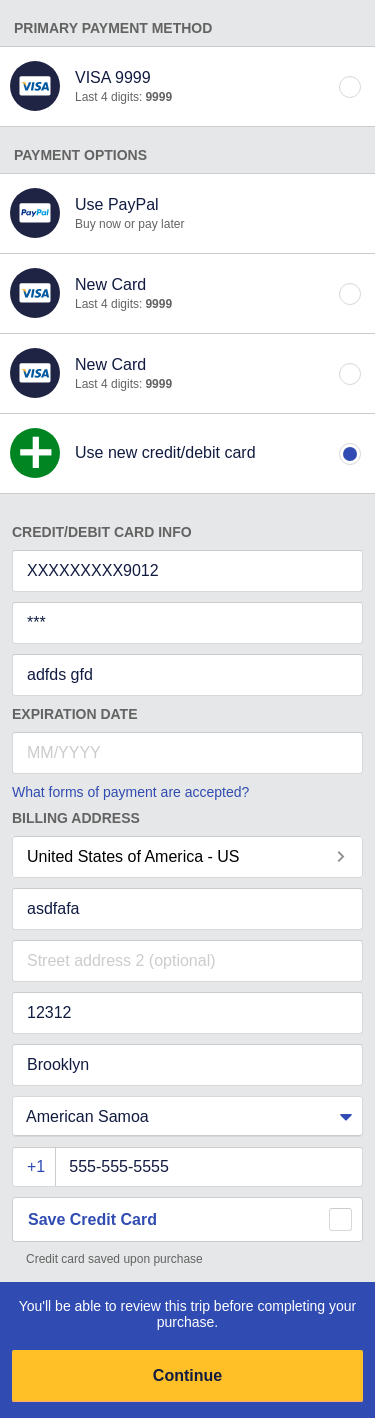 PRIMARY PAYMENT METHOD
VISA
VISA 9999
Last 4 digits: 9999
PAYMENT OPTIONS
PayPal
Use PayPal
Buy now or pay later
VISA
New Card
Last 4 digits: 9999
VISA
New Card
Last 4 digits: 9999
Use new credit/debit card
CREDIT/DEBIT CARD INFO
XXXXXXXXX9012
***
adfds gfd
EXPIRATION DATE
MM/YYYY
What forms of payment are accepted?
BILLING ADDRESS
United States of America - US
asdfafa
Street address 2 (optional)
12312
Brooklyn
American Samoa
+1 555-555-5555
Save Credit Card
Credit card saved upon purchase
You'll be able to review this trip before completing your
purchase.
Continue